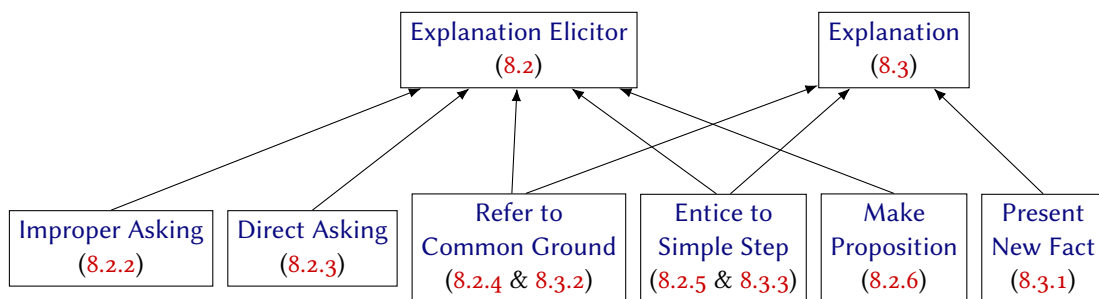 Explanation Elicitor
(8.2)
Explanation
(8.3)
Improper Asking
(8.2.2)
Direct Asking
(8.2.3)
Refer to
Common Ground
(8.2.4 & 8.3.2)
Entice to
Simple Step
(8.2.5 & 8.3.3)
Make
Proposition
(8.2.6)
Present
New Fact
(8.3.1)